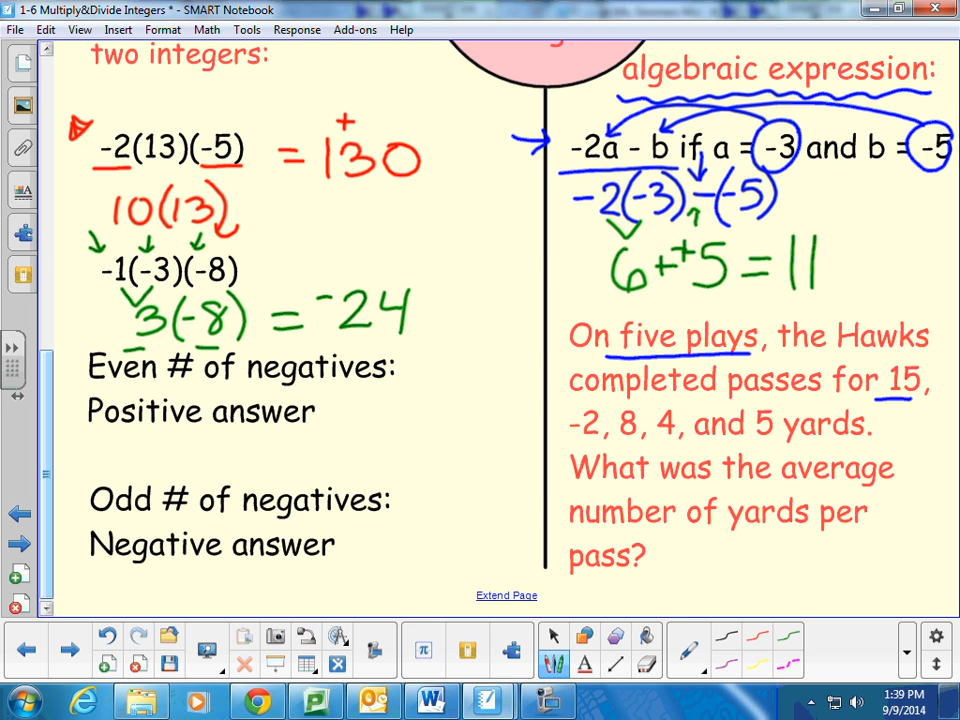 1-6 Multiply&Divide Integers * - SMART Notebook
File Edit View Insert Format Math Tools Response Add-ons Help
two integers:
-2(13)(-5) = +130
10(13)
-1(-3)(-8)
3(-8) = -24
Even # of negatives:
Positive answer
Odd # of negatives:
Negative answer
algebraic expression:
-2a - b if a = -3 and b = -5
-2(-3) - (-5)
6 + +5 = 11
On five plays, the Hawks
completed passes for 15,
-2, 8, 4, and 5 yards.
What was the average
number of yards per
pass?
Extend Page
1:39 PM
9/9/2014